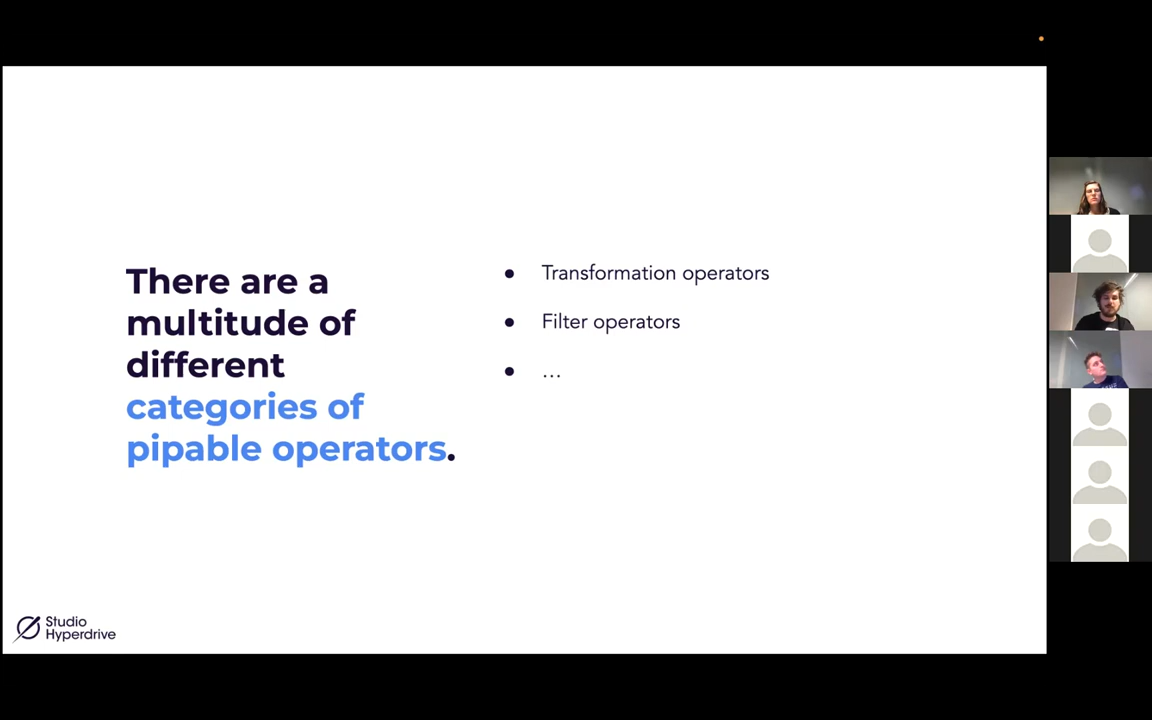 There are a
multitude of
different
categories of
pipable operators.
● Transformation operators
● Filter operators
● …
Studio
Hyperdrive